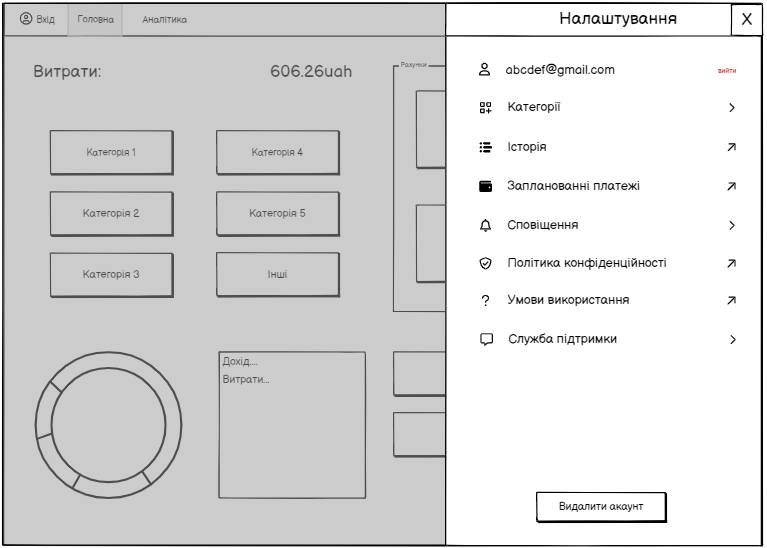 Вхід
Головна
Аналітика
Налаштування
X
Витрати:
606.26uah
Рахунки
Категорія 1
Категорія 4
Категорія 2
Категорія 5
Категорія 3
Інші
Дохід...
Витрати...
abcdef@gmail.com
вийти
Категорії
Історія
Запланованні платежі
Сповіщення
Політика конфіденційності
? Умови використання
Служба підтримки
Видалити акаунт